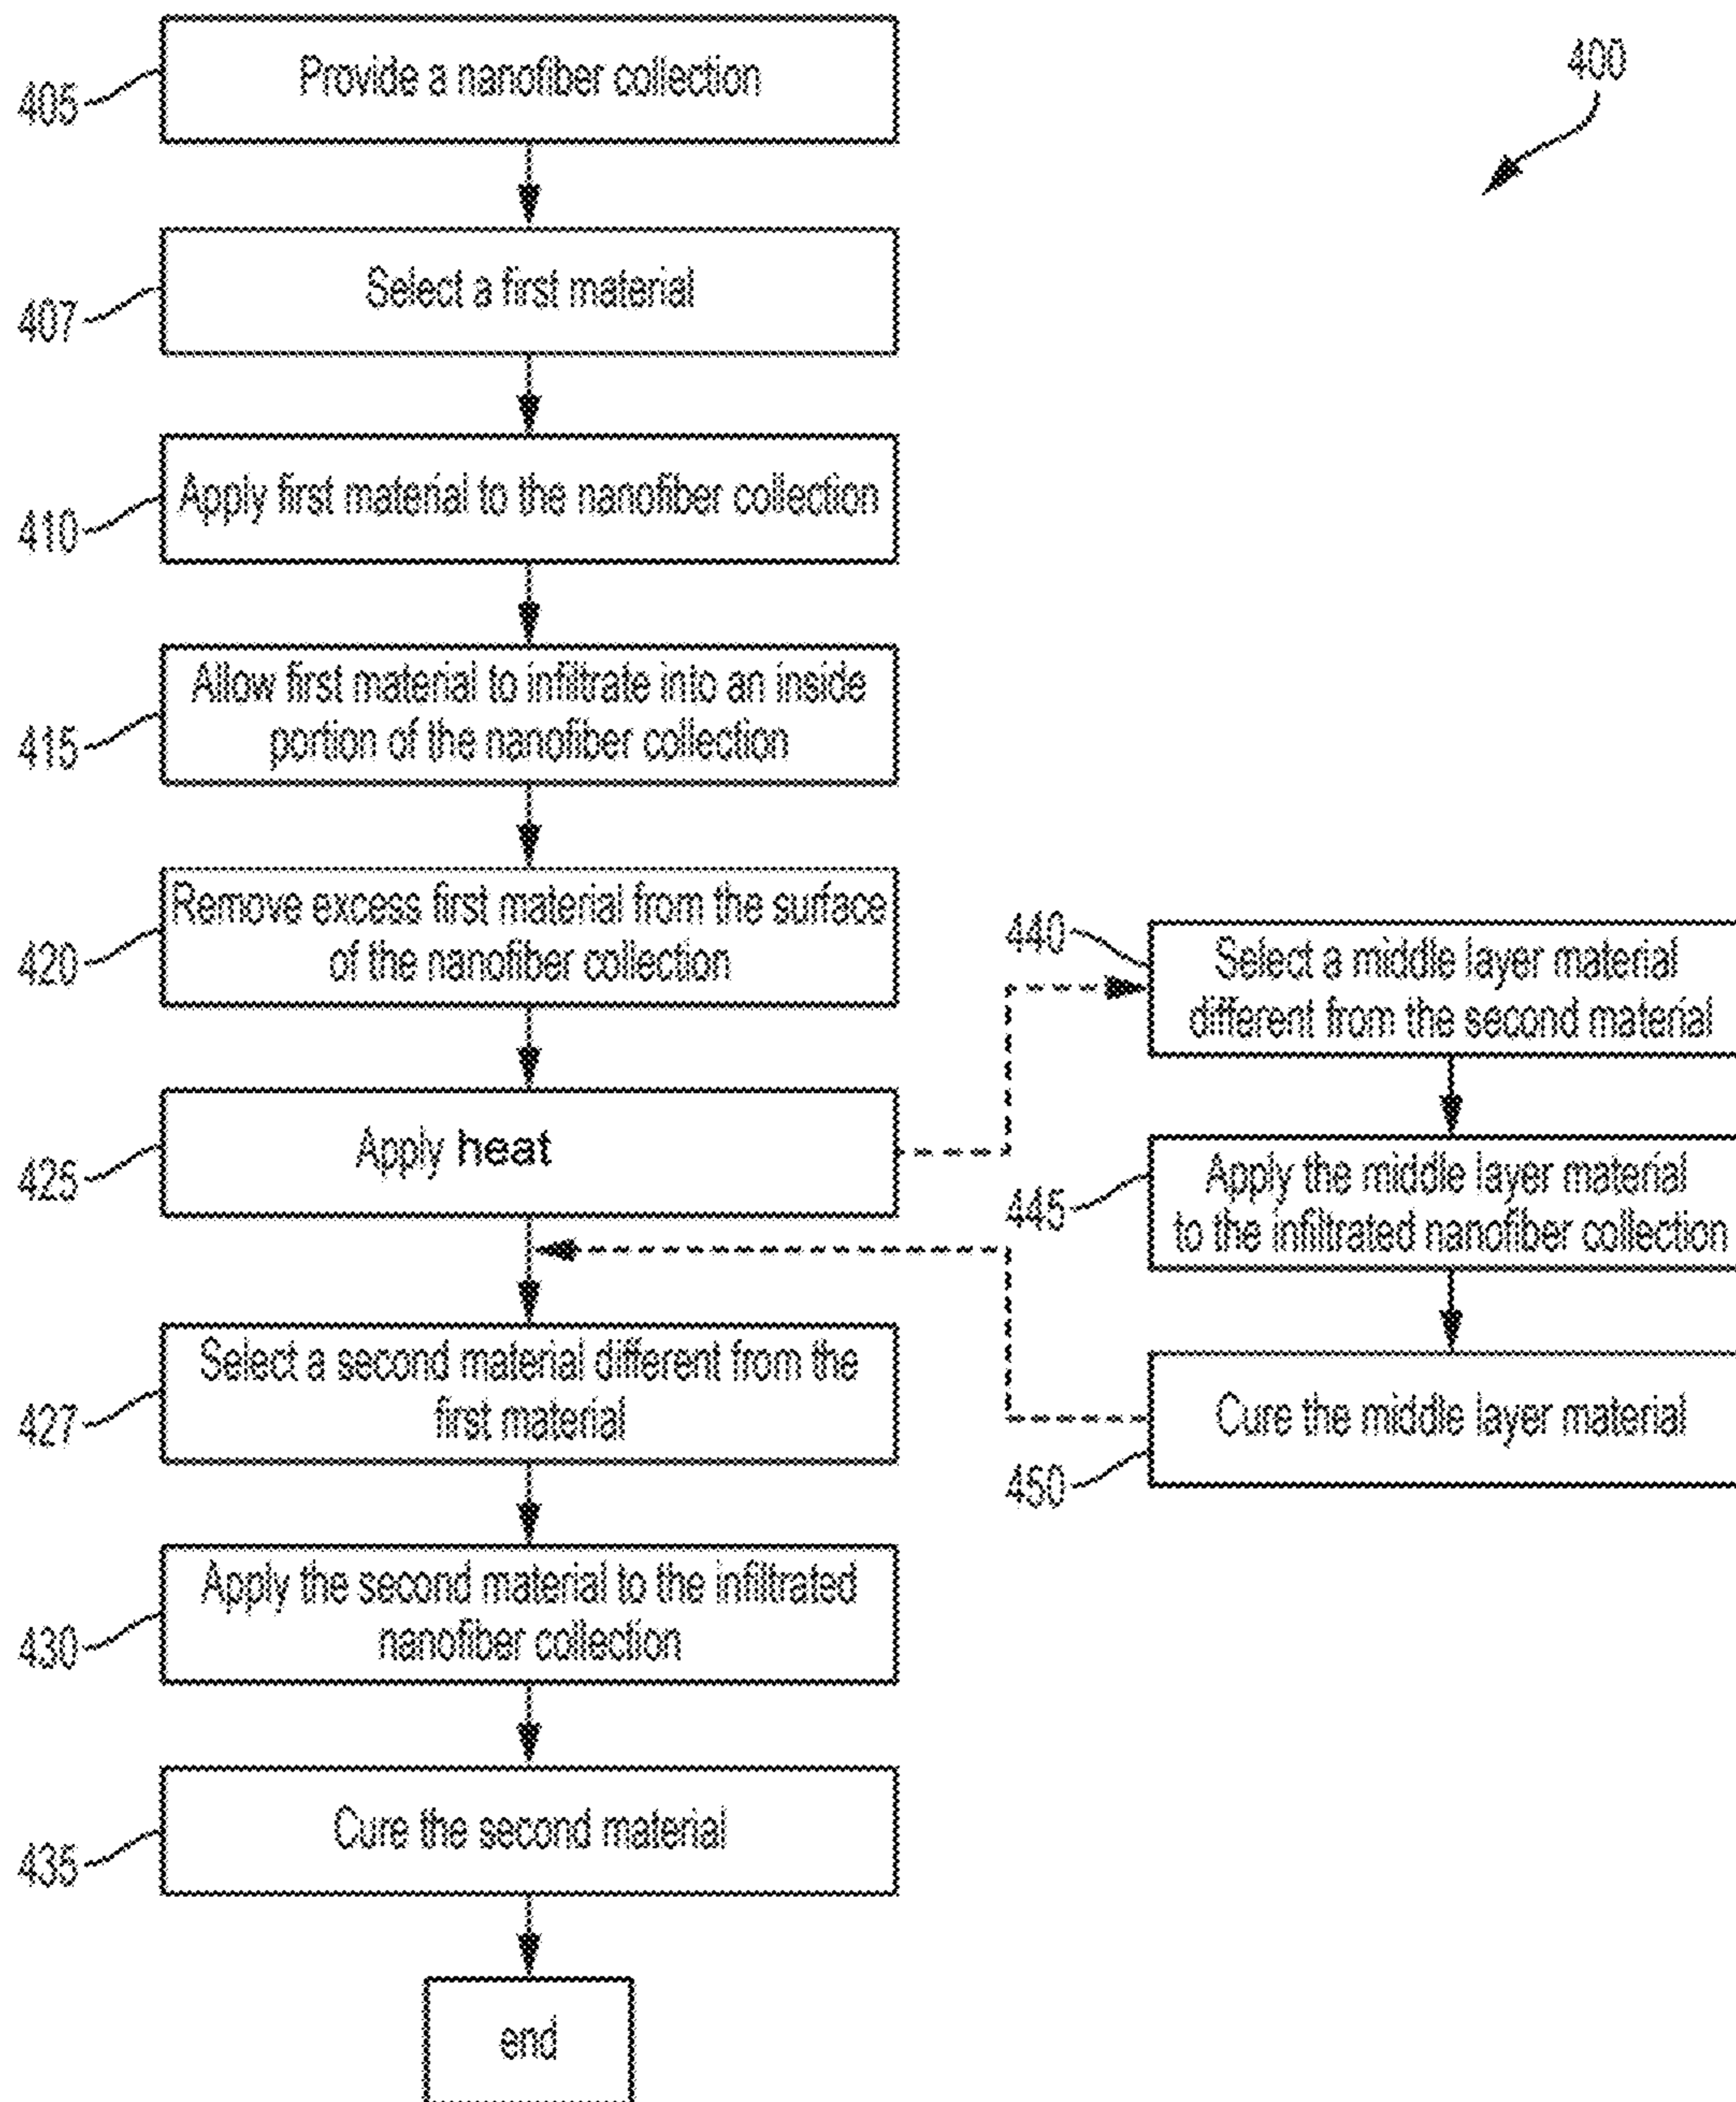 400
405
Provide a nanofiber collection
407
Select a first material
410
Apply first material to the nanofiber collection
415
Allow first material to infiltrate into an inside
portion of the nanofiber collection
420
Remove excess first material from the surface
of the nanofiber collection
425
Apply heat
427
Select a second material different from the
first material
430
Apply the second material to the infiltrated
nanofiber collection
435
Cure the second material
end
440
Select a middle layer material
different from the second material
445
Apply the middle layer material
to the infiltrated nanofiber collection
450
Cure the middle layer material